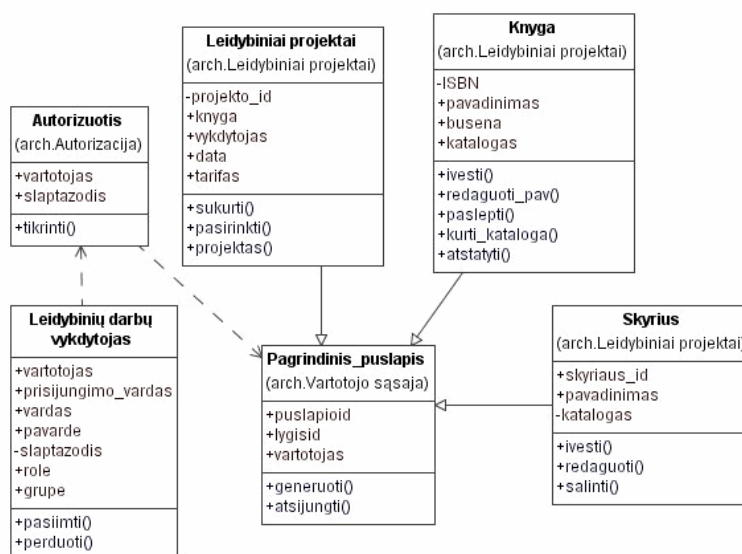 Leidybiniai projektai
(arch.Leidybiniai projektai)
-projekto_id
+knyga
+vykdytojas
+data
+tarifas
+sukurti()
+pasirinkti()
+projektas()
Knyga
(arch.Leidybiniai projektai)
-ISBN
+pavadinimas
+busena
+katalogas
+ivesti()
+redaguoti_pav()
+paslepti()
+kurti_kataloga()
+atstatyti()
Autorizuotis
(arch.Autorizacija)
+vartotojas
+slaptazodis
+tikrinti()
Leidybinių darbų
vykdytojas
+vartotojas
+prisijungimo_vardas
+vardas
+pavarde
-slaptazodis
+role
+grupe
+pasiimti()
+perduoti()
Pagrindinis_puslapis
(arch.Vartotojo sąsaja)
+puslapioid
+lygisid
+vartotojas
+generuoti()
+atsijungti()
Skyrius
(arch.Leidybiniai projektai)
+skyriaus_id
+pavadinimas
-katalogas
+ivesti()
+redaguoti()
+salinti()